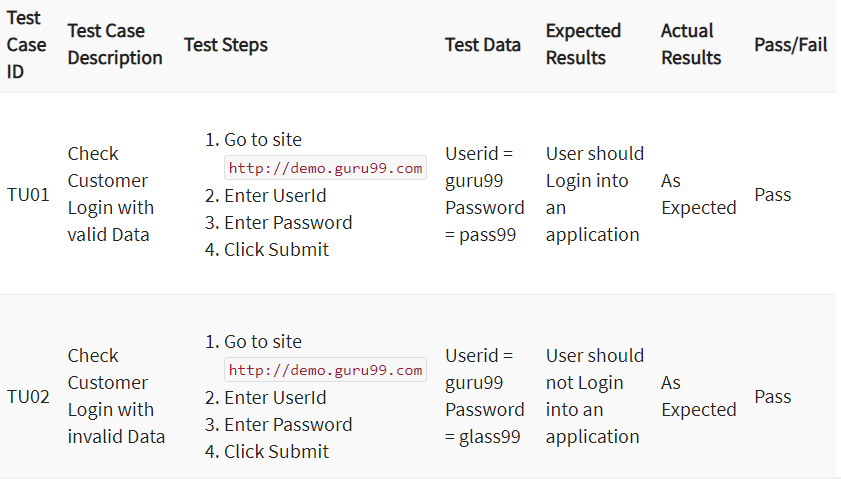 Test Case ID
Test Case Description
Test Steps
Test Data
Expected Results
Actual Results
Pass/Fail
TU01
Check
Customer
Login with
valid Data
1. Go to site
http://demo.guru99.com
2. Enter UserId
3. Enter Password
4. Click Submit
Userid =
guru99
Password
= pass99
User should
Login into
an
application
As
Expected
Pass
TU02
Check
Customer
Login with
invalid Data
1. Go to site
http://demo.guru99.com
2. Enter UserId
3. Enter Password
4. Click Submit
Userid =
guru99
Password
= glass99
User should
not Login
into an
application
As
Expected
Pass